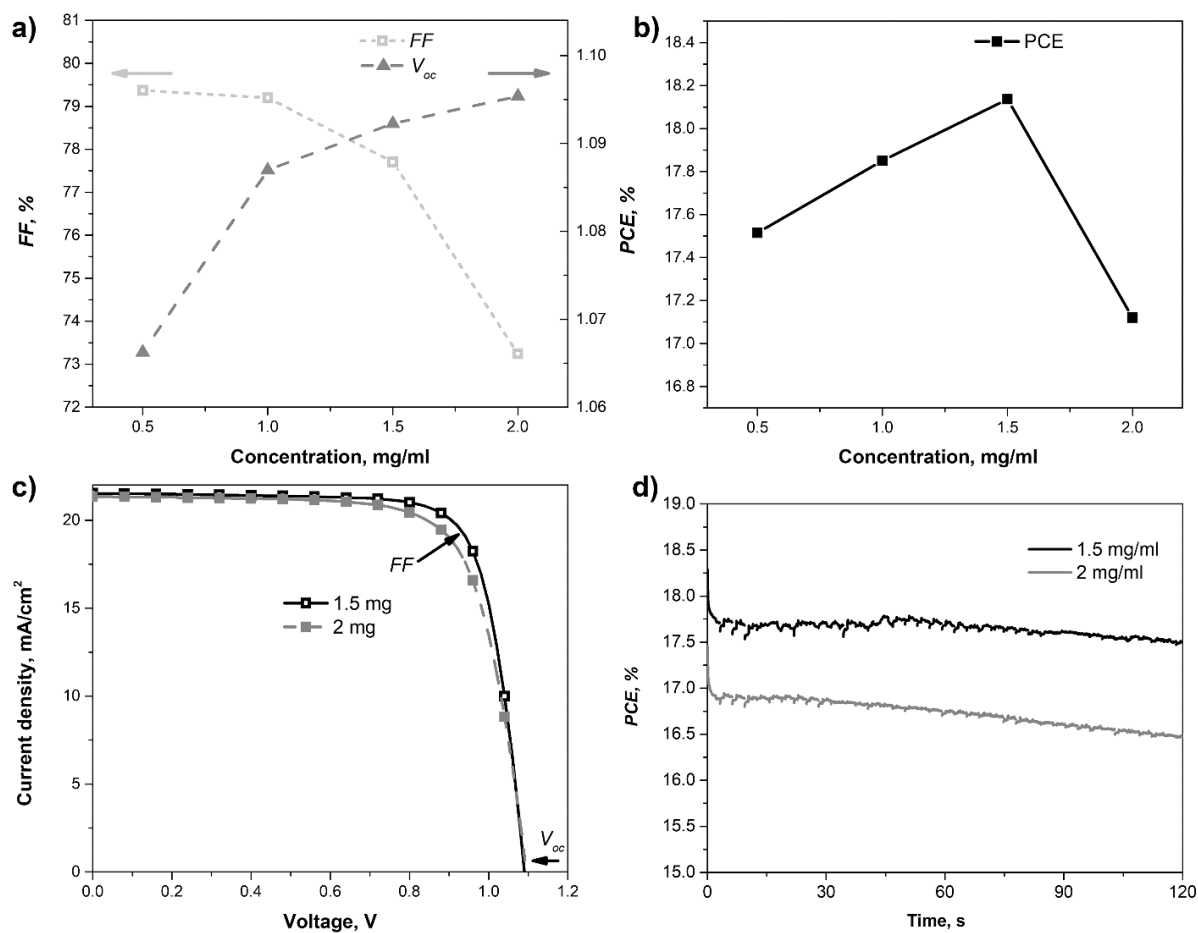 a)
81
80
79
78
77
76
75
74
73
72
FF, %
FF
Voc
1.10
1.09
1.08
1.07
1.06
0.5 1.0 1.5 2.0
Concentration, mg/ml
b)
PCE, %
18.4
18.2
18.0
17.8
17.6
17.4
17.2
17.0
16.8
PCE
0.5 1.0 1.5 2.0
Concentration, mg/ml
c)
Current density, mA/cm²
20
15
10
5
0
FF
1.5 mg
2 mg
Voc
0.0 0.2 0.4 0.6 0.8 1.0 1.2
Voltage, V
d)
PCE, %
19.0
18.5
18.0
17.5
17.0
16.5
16.0
15.5
15.0
1.5 mg/ml
2 mg/ml
0 30 60 90 120
Time, s